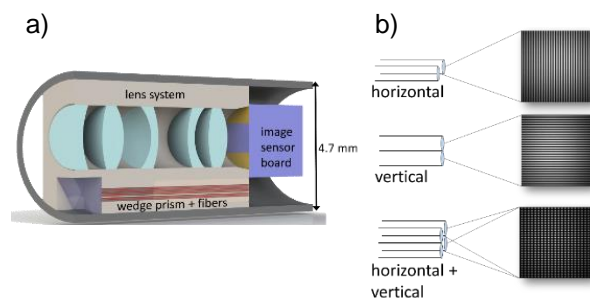 a)
lens system
image
sensor
board
4.7 mm
wedge prism + fibers
b)
horizontal
vertical
horizontal +
vertical